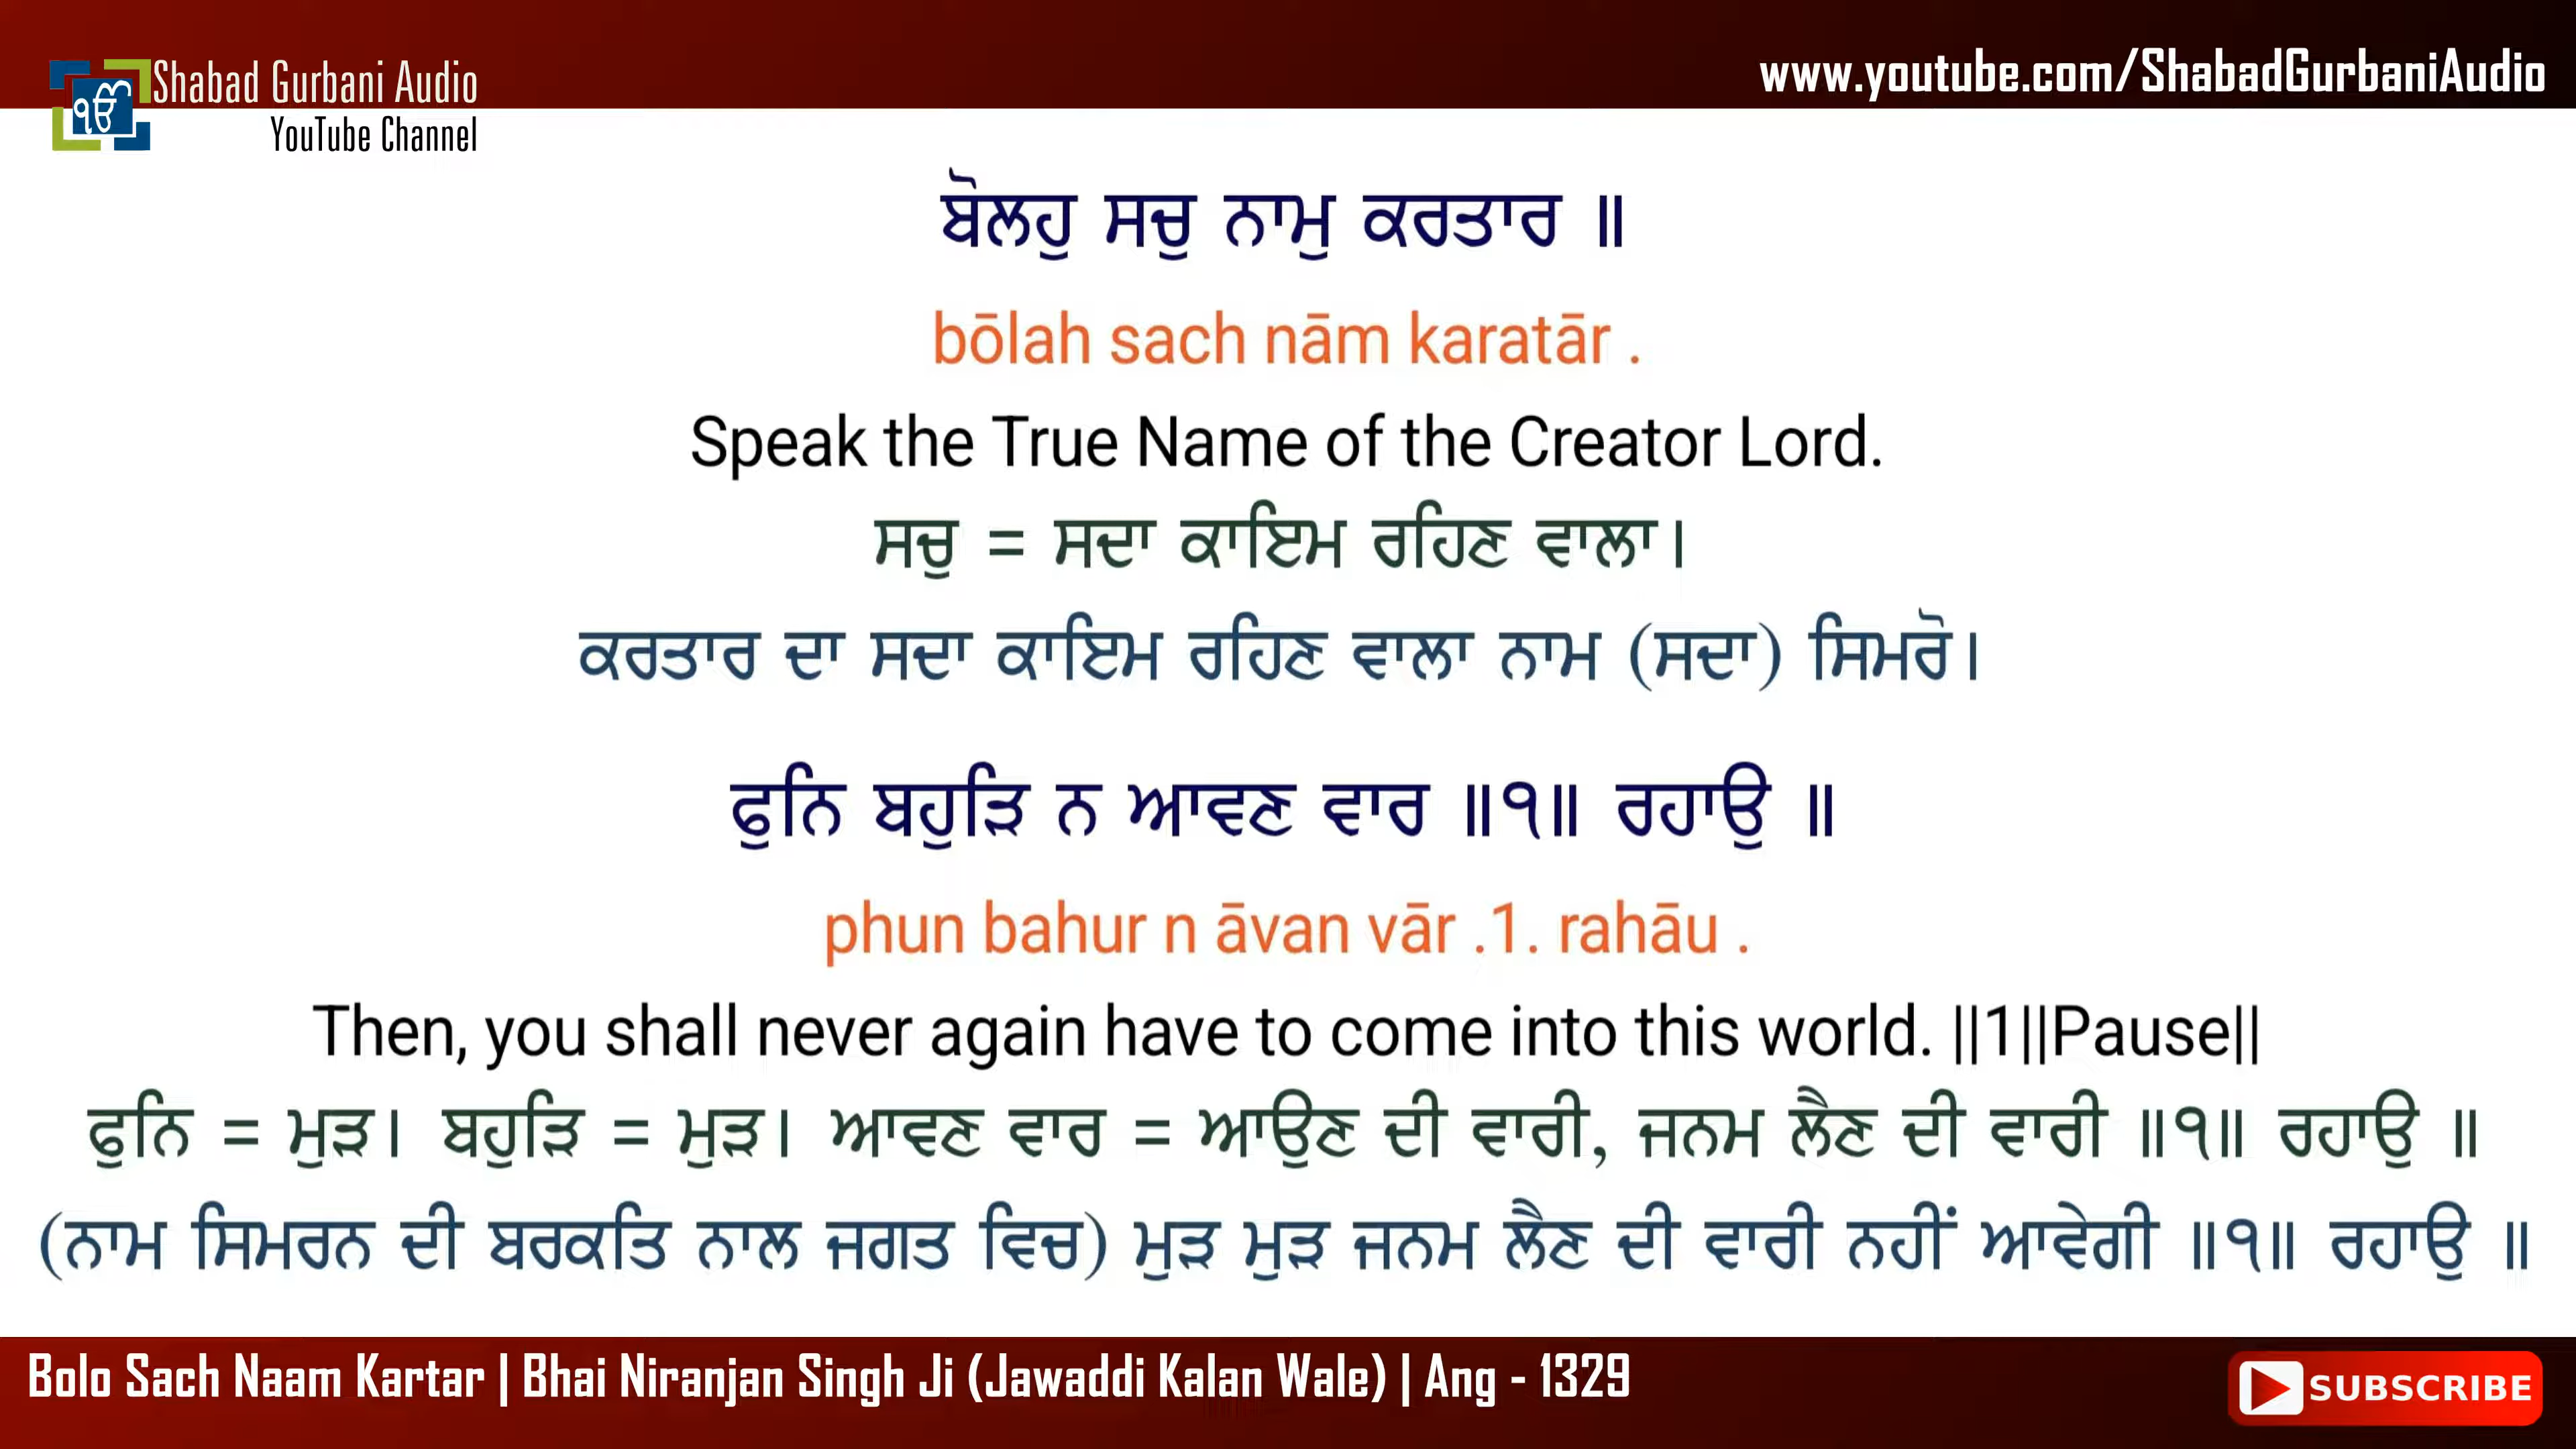 ੴ
Shabad Gurbani Audio
YouTube Channel
www.youtube.com/ShabadGurbaniAudio
ਬੋਲਹੁ ਸਚੁ ਨਾਮੁ ਕਰਤਾਰ ॥
bōlah sach nām karatār .
Speak the True Name of the Creator Lord.
ਸਚੁ = ਸਦਾ ਕਾਇਮ ਰਹਿਣ ਵਾਲਾ।
ਕਰਤਾਰ ਦਾ ਸਦਾ ਕਾਇਮ ਰਹਿਣ ਵਾਲਾ ਨਾਮ (ਸਦਾ) ਸਿਮਰੋ।
ਫੁਨਿ ਬਹੁੜਿ ਨ ਆਵਣ ਵਾਰ ॥੧॥ ਰਹਾਉ ॥
phun bahur n āvan vār .1. rahāu .
Then, you shall never again have to come into this world. ||1||Pause||
ਫੁਨਿ = ਮੁੜ। ਬਹੁੜਿ = ਮੁੜ। ਆਵਣ ਵਾਰ = ਆਉਣ ਦੀ ਵਾਰੀ, ਜਨਮ ਲੈਣ ਦੀ ਵਾਰੀ ॥੧॥ ਰਹਾਉ ॥
(ਨਾਮ ਸਿਮਰਨ ਦੀ ਬਰਕਤਿ ਨਾਲ ਜਗਤ ਵਿਚ) ਮੁੜ ਮੁੜ ਜਨਮ ਲੈਣ ਦੀ ਵਾਰੀ ਨਹੀਂ ਆਵੇਗੀ ॥੧॥ ਰਹਾਉ ॥
Bolo Sach Naam Kartar | Bhai Niranjan Singh Ji (Jawaddi Kalan Wale) | Ang - 1329
SUBSCRIBE